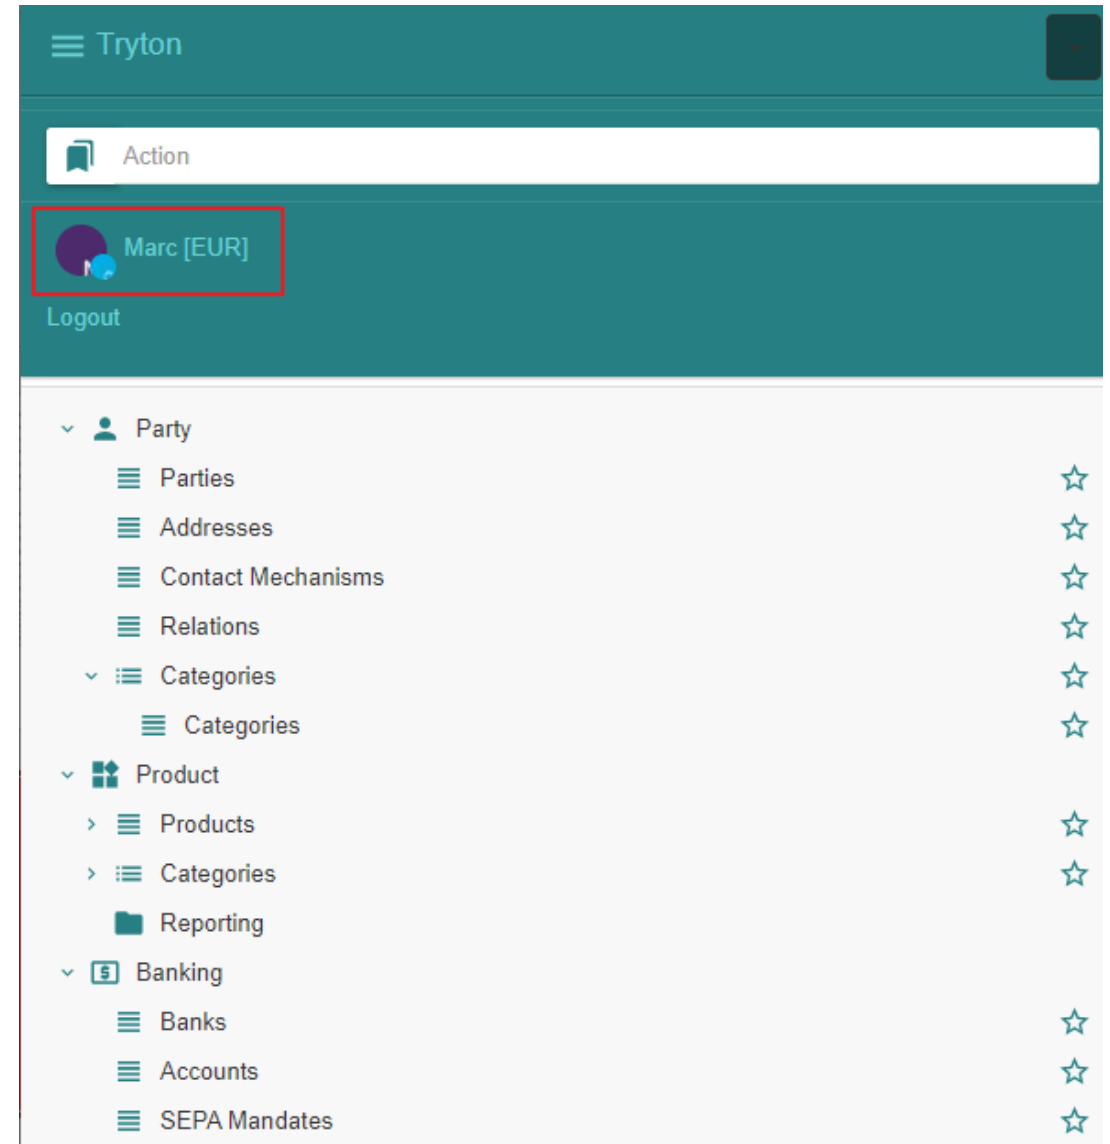 Tryton
Action
Marc [EUR]
Logout
Party
Parties
Addresses
Contact Mechanisms
Relations
Categories
Categories
Product
Products
Categories
Reporting
Banking
Banks
Accounts
SEPA Mandates